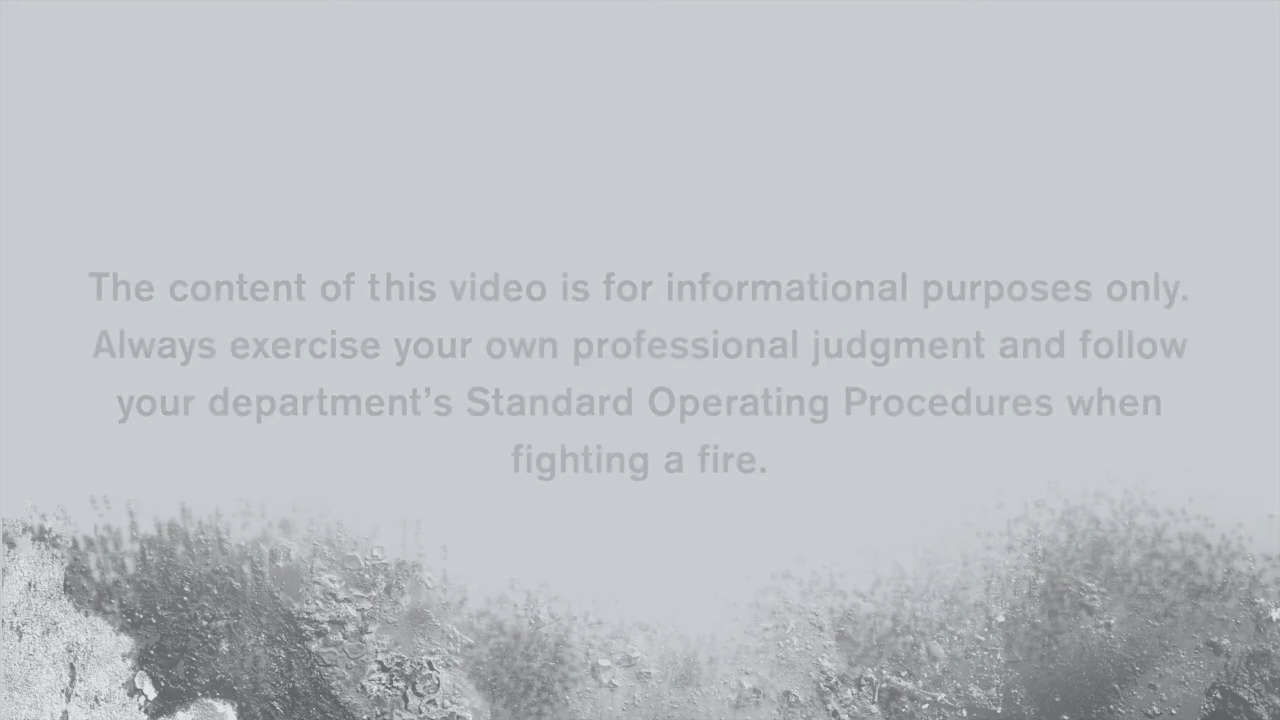 The content of this video is for informational purposes only.
Always exercise your own professional judgment and follow
your department’s Standard Operating Procedures when
fighting a fire.